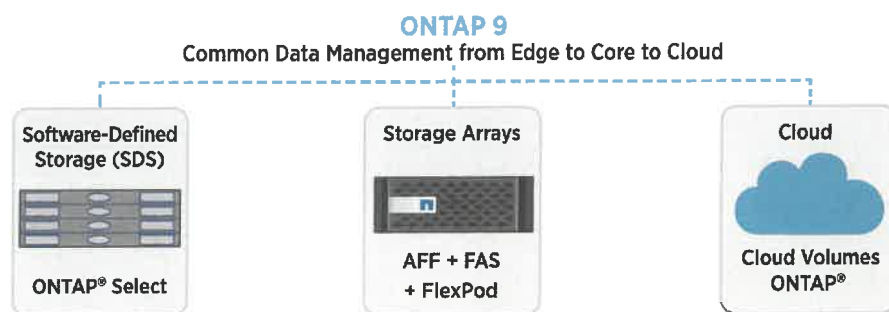 ONTAP 9
Common Data Management from Edge to Core to Cloud
Software-Defined
Storage (SDS)
ONTAP® Select
Storage Arrays
AFF + FAS
+ FlexPod
Cloud
Cloud Volumes
ONTAP®